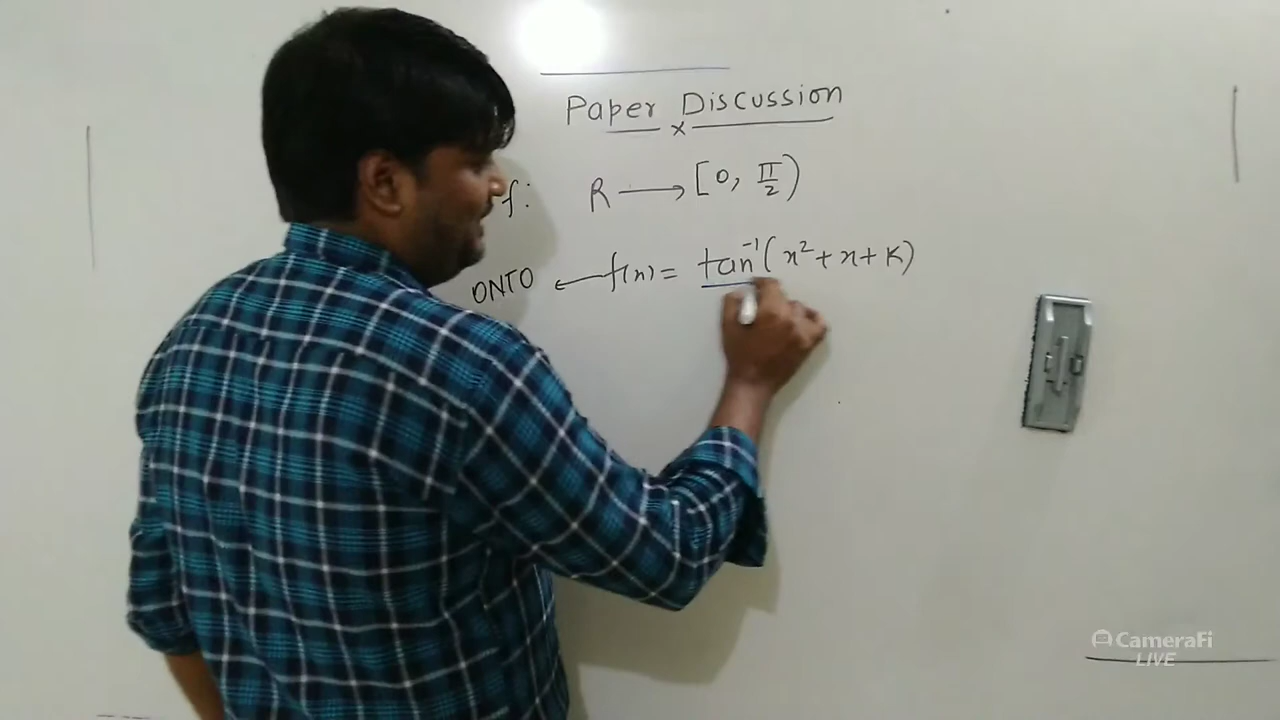 Paper Discussion
x
f: R ⟶ [0, π/2)
ONTO ⟵ f(x) = tan⁻¹( x² + x + K )
CameraFi
LIVE